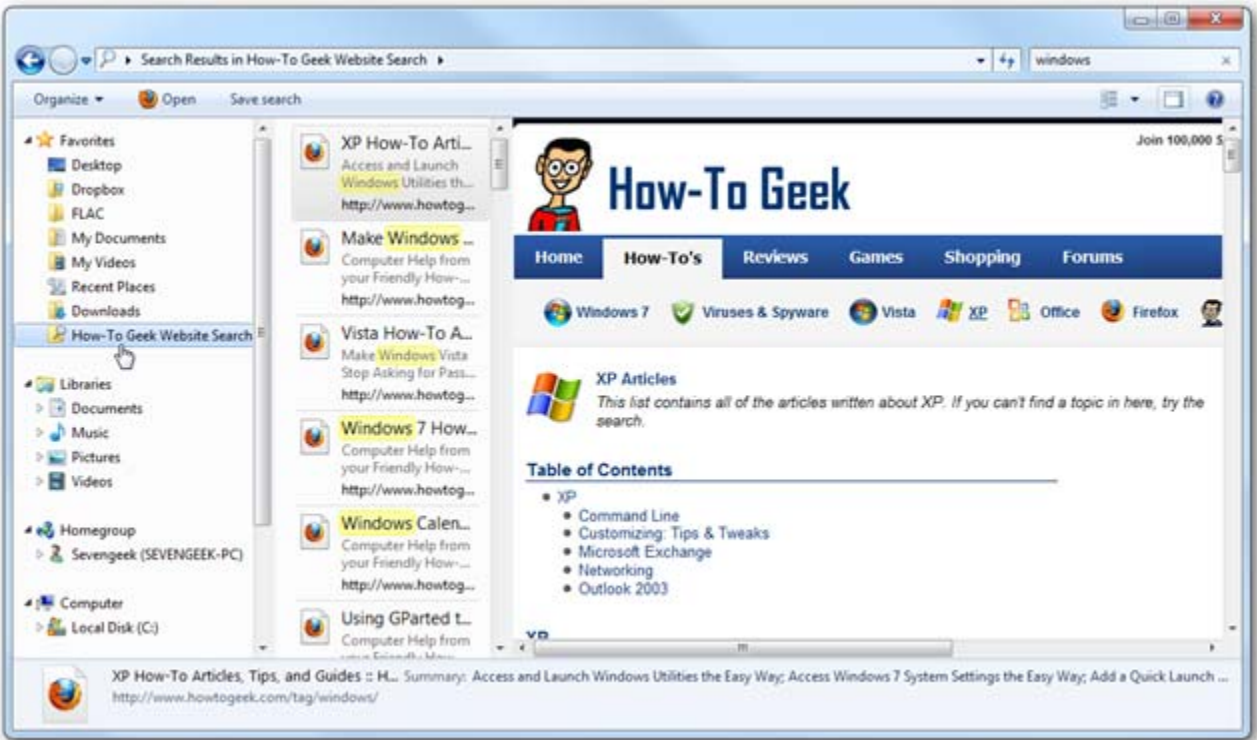 Search Results in How-To Geek Website Search
windows
Organize
Open
Save search
Favorites
Desktop
Dropbox
FLAC
My Documents
My Videos
Recent Places
Downloads
How-To Geek Website Search
Libraries
Documents
Music
Pictures
Videos
Homegroup
Sevengeek (SEVENGEEK-PC)
Computer
Local Disk (C:)
XP How-To Arti...
Access and Launch
Windows Utilities th...
http://www.howtog...
Make Windows ...
Computer Help from
your Friendly How-...
http://www.howtog...
Vista How-To A...
Make Windows Vista
Stop Asking for Pass...
http://www.howtog...
Windows 7 How...
Computer Help from
your Friendly How-...
http://www.howtog...
Windows Calen...
Computer Help from
your Friendly How-...
http://www.howtog...
Using GParted t...
Computer Help from
your Friendly How-...
Join 100,000 S
How-To Geek
Home How-To's Reviews Games Shopping Forums
Windows 7 Viruses & Spyware Vista XP Office Firefox
XP Articles
This list contains all of the articles written about XP. If you can't find a topic in here, try the
search.
Table of Contents
XP
Command Line
Customizing: Tips & Tweaks
Microsoft Exchange
Networking
Outlook 2003
XP
XP How-To Articles, Tips, and Guides :: H... Summary: Access and Launch Windows Utilities the Easy Way; Access Windows 7 System Settings the Easy Way; Add a Quick Launch ...
http://www.howtogeek.com/tag/windows/